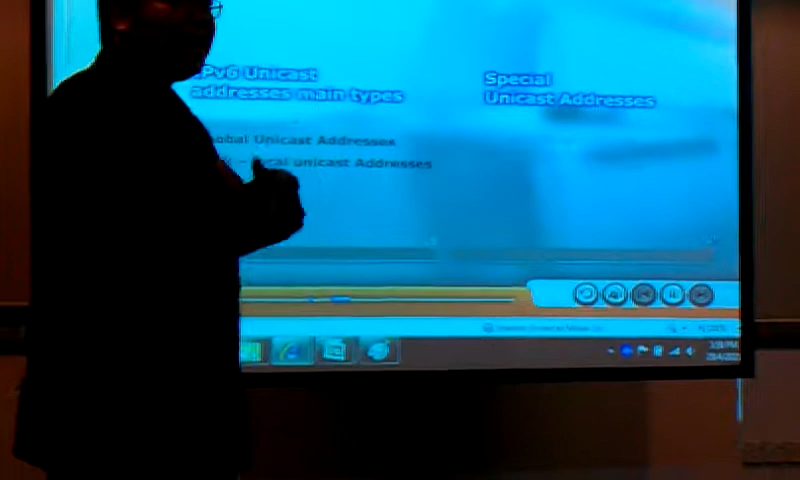 IPv6 Unicast
addresses main types
Special
Unicast Addresses
Global Unicast Addresses
- local unicast Addresses